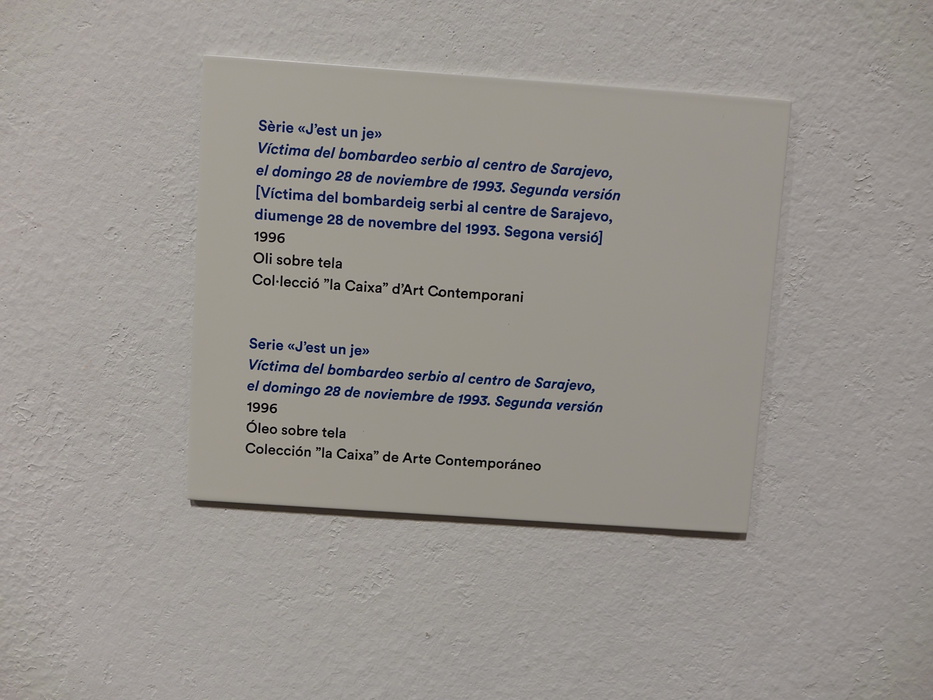 Sèrie «J’est un je»
Víctima del bombardeo serbio al centro de Sarajevo,
el domingo 28 de noviembre de 1993. Segunda versión
[Víctima del bombardeig serbi al centre de Sarajevo,
diumenge 28 de novembre del 1993. Segona versió]
1996
Oli sobre tela
Col·lecció ”la Caixa” d’Art Contemporani
Serie «J’est un je»
Víctima del bombardeo serbio al centro de Sarajevo,
el domingo 28 de noviembre de 1993. Segunda versión
1996
Óleo sobre tela
Colección ”la Caixa” de Arte Contemporáneo